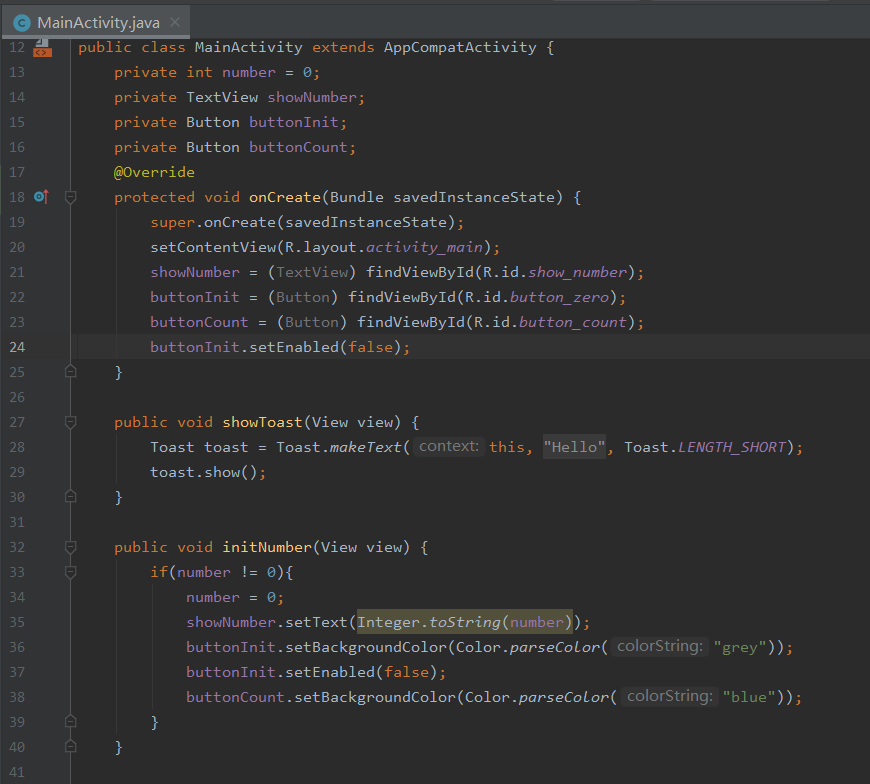 MainActivity.java
12 public class MainActivity extends AppCompatActivity {
13 private int number = 0;
14 private TextView showNumber;
15 private Button buttonInit;
16 private Button buttonCount;
17 @Override
18 protected void onCreate(Bundle savedInstanceState) {
19 super.onCreate(savedInstanceState);
20 setContentView(R.layout.activity_main);
21 showNumber = (TextView) findViewById(R.id.show_number);
22 buttonInit = (Button) findViewById(R.id.button_zero);
23 buttonCount = (Button) findViewById(R.id.button_count);
24 buttonInit.setEnabled(false);
25 }
26
27 public void showToast(View view) {
28 Toast toast = Toast.makeText( context: this, "Hello", Toast.LENGTH_SHORT);
29 toast.show();
30 }
31
32 public void initNumber(View view) {
33 if(number != 0){
34 number = 0;
35 showNumber.setText(Integer.toString(number));
36 buttonInit.setBackgroundColor(Color.parseColor( colorString: "grey"));
37 buttonInit.setEnabled(false);
38 buttonCount.setBackgroundColor(Color.parseColor( colorString: "blue"));
39 }
40 }
41